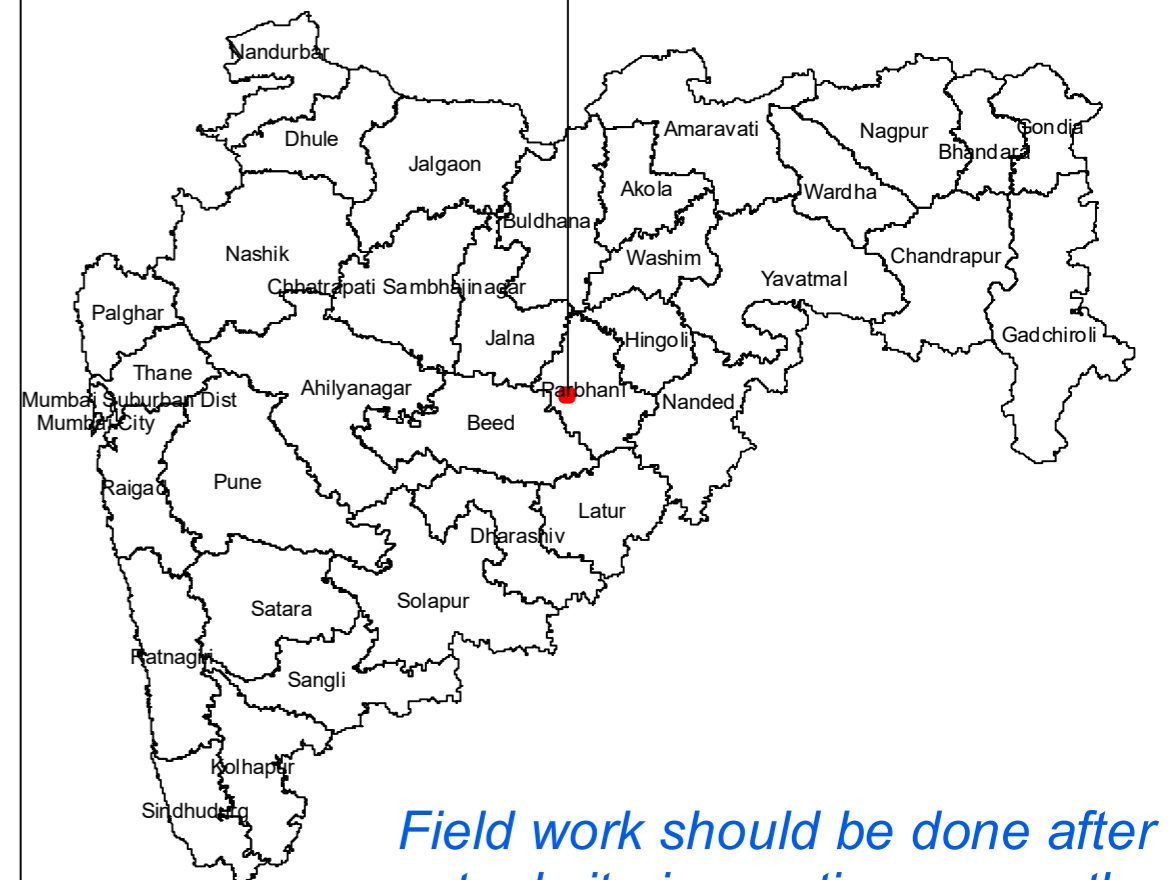 Nandurbar
Dhule
Jalgaon
Amaravati
Nagpur
Gondia
Bhandara
Akola
Wardha
Buldhana
Nashik
Washim
Chandrapur
Chhatrapati Sambhajinagar
Yavatmal
Palghar
Jalna
Hingoli
Gadchiroli
Thane
Ahilyanagar
Parbhani
Mumbai Suburban Dist
Nanded
Mumbai City
Beed
Raigad
Pune
Latur
Dharashiv
Satara
Solapur
Ratnagiri
Sangli
Kolhapur
Sindhudurg
Field work should be done after